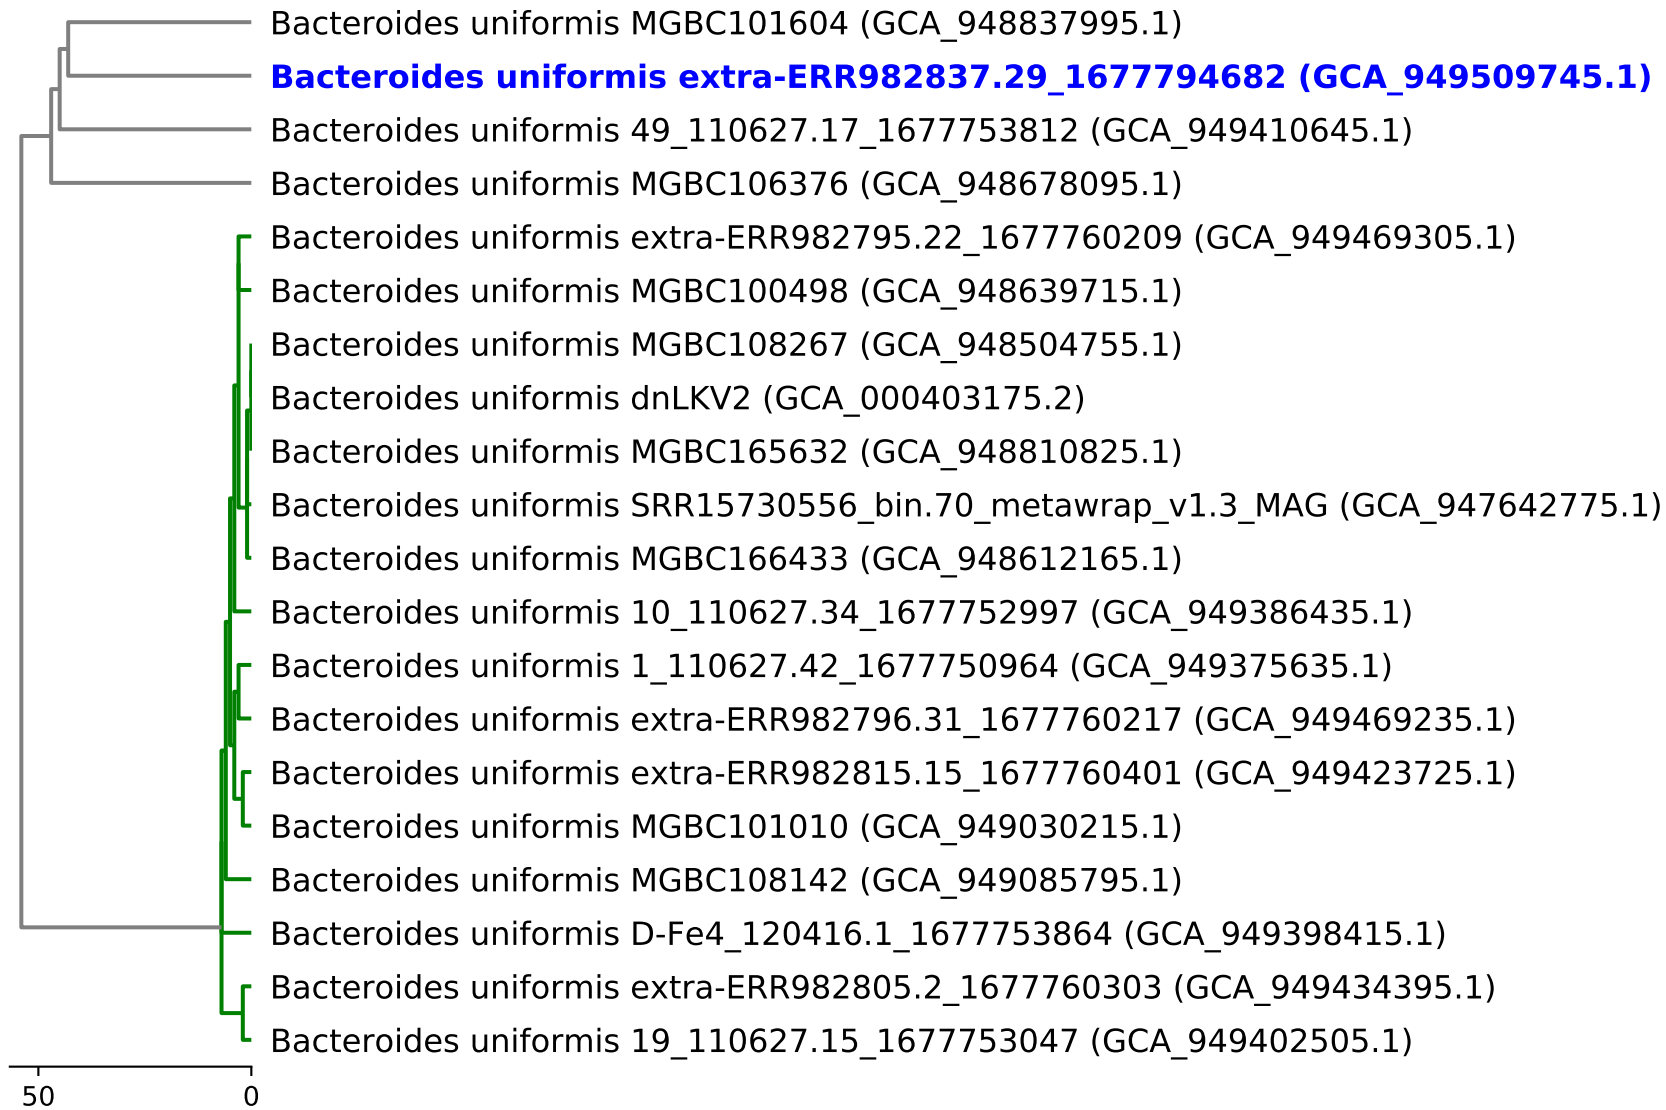 Bacteroides uniformis MGBC101604 (GCA_948837995.1)
Bacteroides uniformis extra-ERR982837.29_1677794682 (GCA_949509745.1)
Bacteroides uniformis 49_110627.17_1677753812 (GCA_949410645.1)
Bacteroides uniformis MGBC106376 (GCA_948678095.1)
Bacteroides uniformis extra-ERR982795.22_1677760209 (GCA_949469305.1)
Bacteroides uniformis MGBC100498 (GCA_948639715.1)
Bacteroides uniformis MGBC108267 (GCA_948504755.1)
Bacteroides uniformis dnLKV2 (GCA_000403175.2)
Bacteroides uniformis MGBC165632 (GCA_948810825.1)
Bacteroides uniformis SRR15730556_bin.70_metawrap_v1.3_MAG (GCA_947642775.1)
Bacteroides uniformis MGBC166433 (GCA_948612165.1)
Bacteroides uniformis 10_110627.34_1677752997 (GCA_949386435.1)
Bacteroides uniformis 1_110627.42_1677750964 (GCA_949375635.1)
Bacteroides uniformis extra-ERR982796.31_1677760217 (GCA_949469235.1)
Bacteroides uniformis extra-ERR982815.15_1677760401 (GCA_949423725.1)
Bacteroides uniformis MGBC101010 (GCA_949030215.1)
Bacteroides uniformis MGBC108142 (GCA_949085795.1)
Bacteroides uniformis D-Fe4_120416.1_1677753864 (GCA_949398415.1)
Bacteroides uniformis extra-ERR982805.2_1677760303 (GCA_949434395.1)
Bacteroides uniformis 19_110627.15_1677753047 (GCA_949402505.1)
50 0